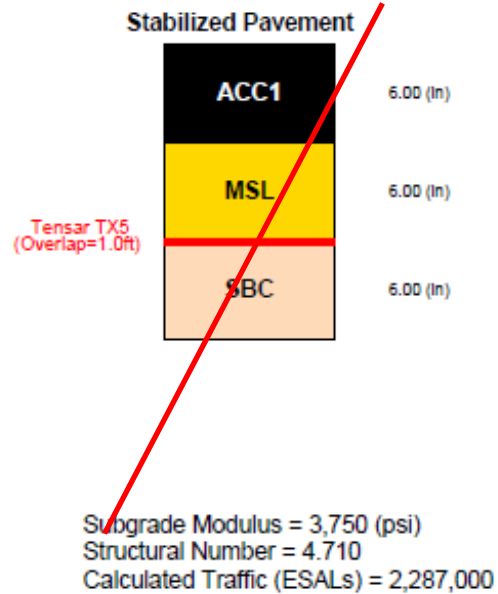 Stabilized Pavement
ACC1
6.00 (in)
MSL
6.00 (in)
Tensar TX5
(Overlap=1.0ft)
SBC
6.00 (in)
Subgrade Modulus = 3,750 (psi)
Structural Number = 4.710
Calculated Traffic (ESALs) = 2,287,000